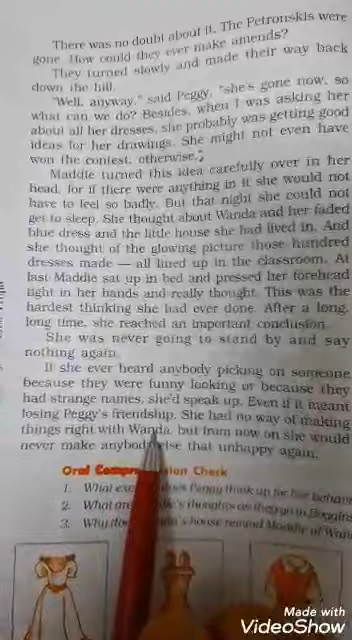 There was no doubt about it. The Petronskis were
gone. How could they ever make amends?
They turned slowly and made their way back
down the hill.
"Well, anyway," said Peggy, "she's gone now, so
what can we do? Besides, when I was asking her
about all her dresses, she probably was getting good
ideas for her drawings. She might not even have
won the contest, otherwise."
Maddie turned this idea carefully over in her
head, for if there were anything in it she would not
have to feel so badly. But that night she could not
get to sleep. She thought about Wanda and her faded
blue dress and the little house she had lived in. And
she thought of the glowing picture those hundred
dresses made — all lined up in the classroom. At
last Maddie sat up in bed and pressed her forehead
tight in her hands and really thought. This was the
hardest thinking she had ever done. After a long,
long time, she reached an important conclusion.
She was never going to stand by and say
nothing again.
If she ever heard anybody picking on someone
because they were funny looking or because they
had strange names, she'd speak up. Even if it meant
losing Peggy's friendship. She had no way of making
things right with Wanda, but from now on she would
never make anybody else that unhappy again.
Oral Compre sion Check
1. What exc does Peggy think up for her behav
2. What are 's thoughts as they go to Boggins
3. Why do 's house remind Maddie of Wan
Made with
VideoShow